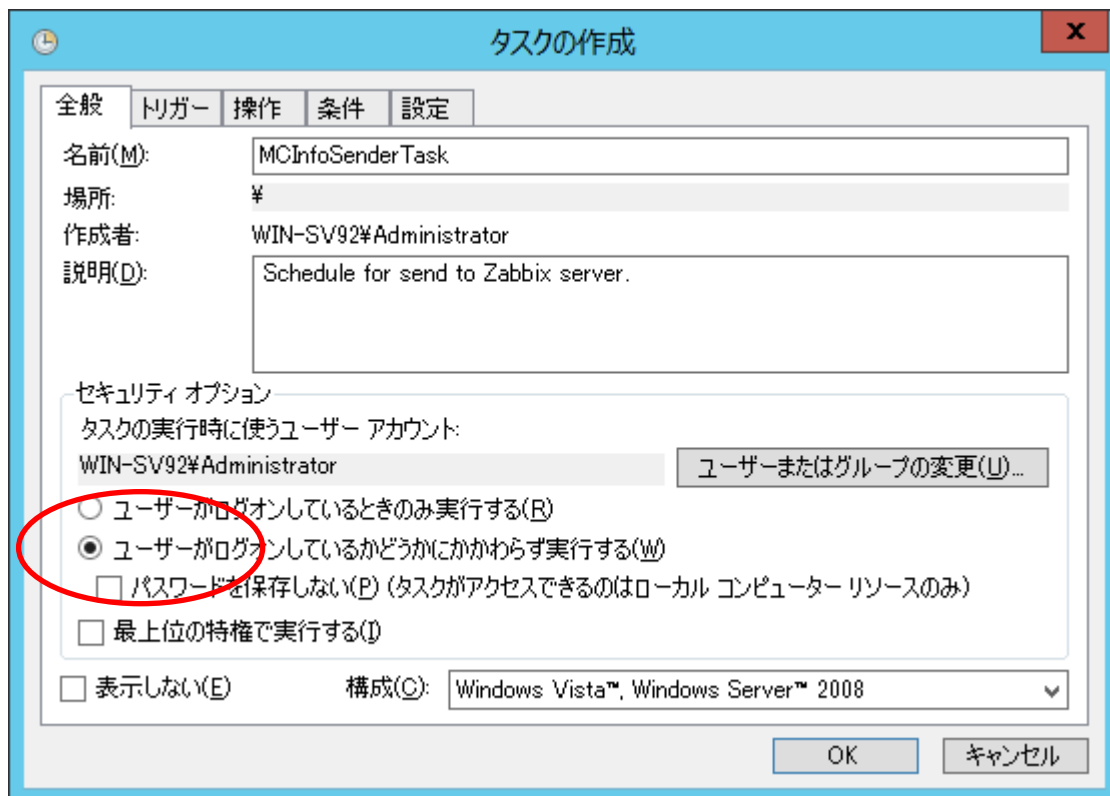 タスクの作成
x
全般 トリガー 操作 条件 設定
名前(M): MCInfoSenderTask
場所: ¥
作成者: WIN-SV92¥Administrator
説明(D): Schedule for send to Zabbix server.
セキュリティ オプション
タスクの実行時に使うユーザー アカウント:
WIN-SV92¥Administrator ユーザーまたはグループの変更(U)...
ユーザーがログオンしているときのみ実行する(R)
ユーザーがログオンしているかどうかにかかわらず実行する(W)
パスワードを保存しない(P) (タスクがアクセスできるのはローカル コンピューター リソースのみ)
最上位の特権で実行する(I)
表示しない(E) 構成(C): Windows Vista™, Windows Server™ 2008
OK キャンセル